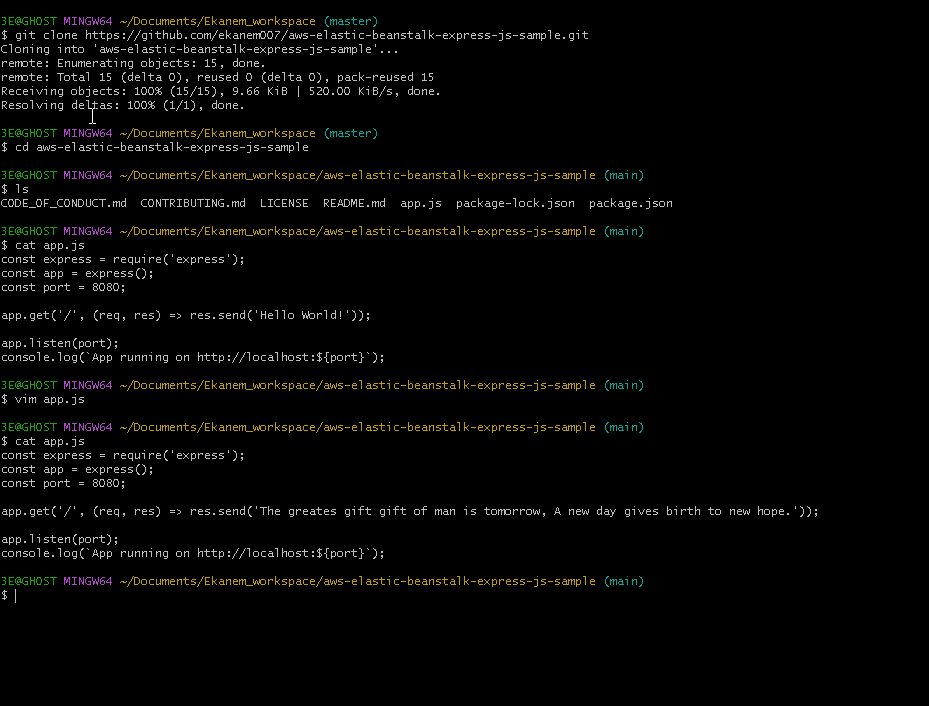 3E@GHOST MINGW64 ~/Documents/Ekanem_workspace (master)
$ git clone https://github.com/ekanem007/aws-elastic-beanstalk-express-js-sample.git
Cloning into 'aws-elastic-beanstalk-express-js-sample'...
remote: Enumerating objects: 15, done.
remote: Total 15 (delta 0), reused 0 (delta 0), pack-reused 15
Receiving objects: 100% (15/15), 9.66 KiB | 520.00 KiB/s, done.
Resolving deltas: 100% (1/1), done.
3E@GHOST MINGW64 ~/Documents/Ekanem_workspace (master)
$ cd aws-elastic-beanstalk-express-js-sample
3E@GHOST MINGW64 ~/Documents/Ekanem_workspace/aws-elastic-beanstalk-express-js-sample (main)
$ ls
CODE_OF_CONDUCT.md  CONTRIBUTING.md  LICENSE  README.md  app.js  package-lock.json  package.json
3E@GHOST MINGW64 ~/Documents/Ekanem_workspace/aws-elastic-beanstalk-express-js-sample (main)
$ cat app.js
const express = require('express');
const app = express();
const port = 8080;
app.get('/', (req, res) => res.send('Hello World!'));
app.listen(port);
console.log(`App running on http://localhost:${port}`);
3E@GHOST MINGW64 ~/Documents/Ekanem_workspace/aws-elastic-beanstalk-express-js-sample (main)
$ vim app.js
3E@GHOST MINGW64 ~/Documents/Ekanem_workspace/aws-elastic-beanstalk-express-js-sample (main)
$ cat app.js
const express = require('express');
const app = express();
const port = 8080;
app.get('/', (req, res) => res.send('The greates gift gift of man is tomorrow, A new day gives birth to new hope.'));
app.listen(port);
console.log(`App running on http://localhost:${port}`);
3E@GHOST MINGW64 ~/Documents/Ekanem_workspace/aws-elastic-beanstalk-express-js-sample (main)
$